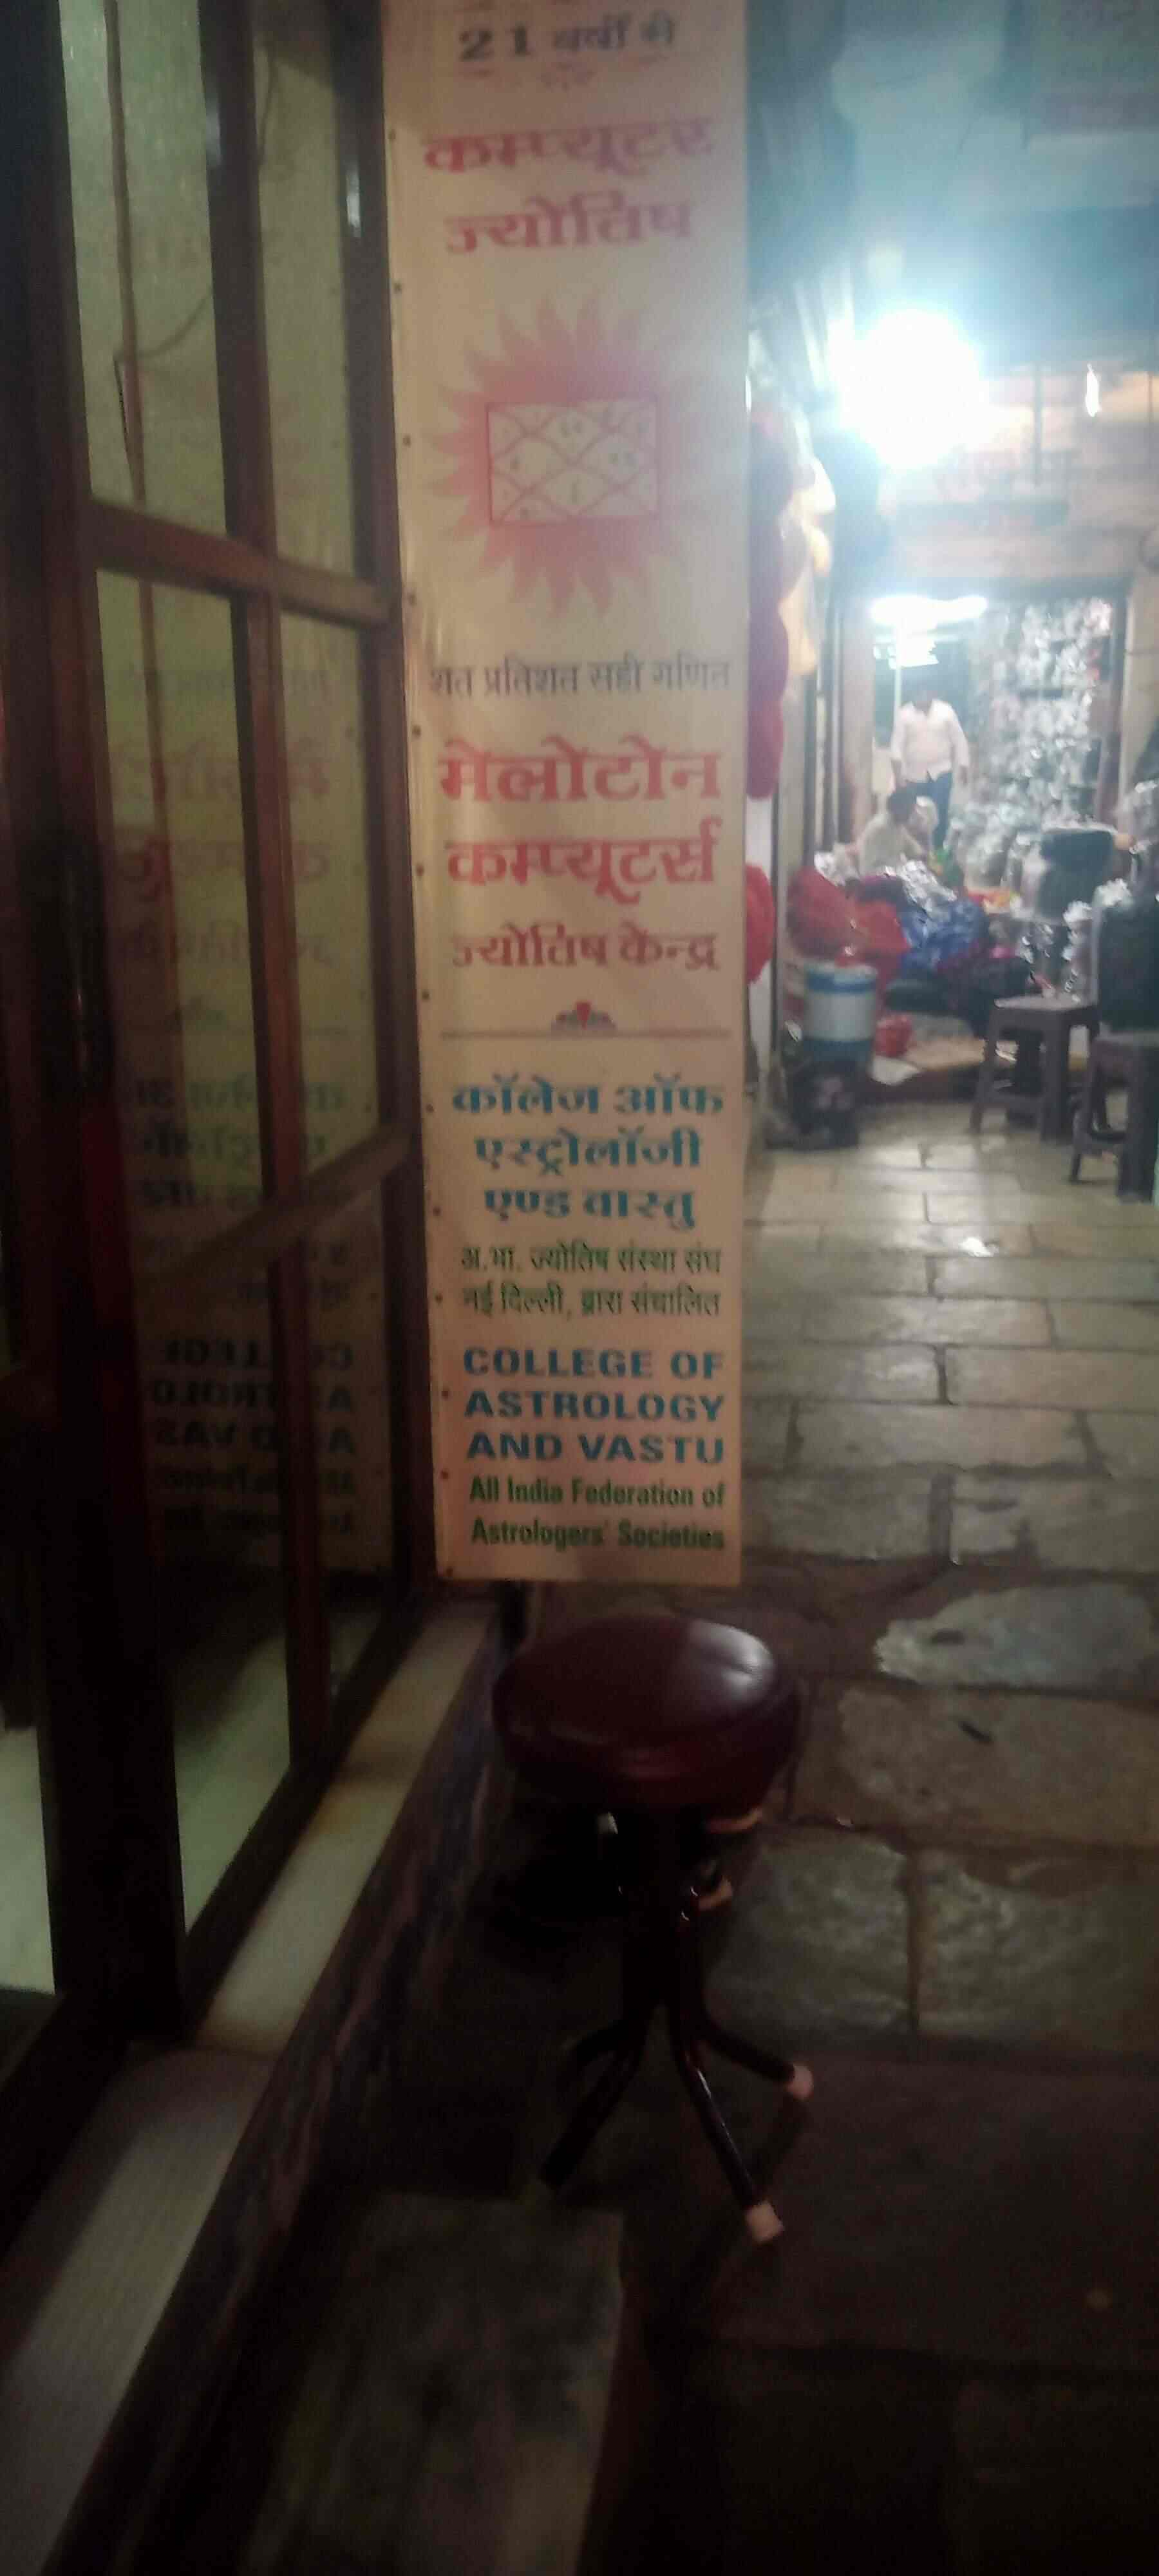 21 वर्षों से
कम्प्यूटर
ज्योतिष
शत प्रतिशत सही गणित
मेलोटोन
कम्प्यूटर्स
ज्योतिष केन्द्र
कॉलेज ऑफ
एस्ट्रोलॉजी
एण्ड वास्तु
अ.भा. ज्योतिष संस्था संघ
नई दिल्ली, द्वारा संचालित
COLLEGE OF
ASTROLOGY
AND VASTU
All India Federation of
Astrologers' Societies